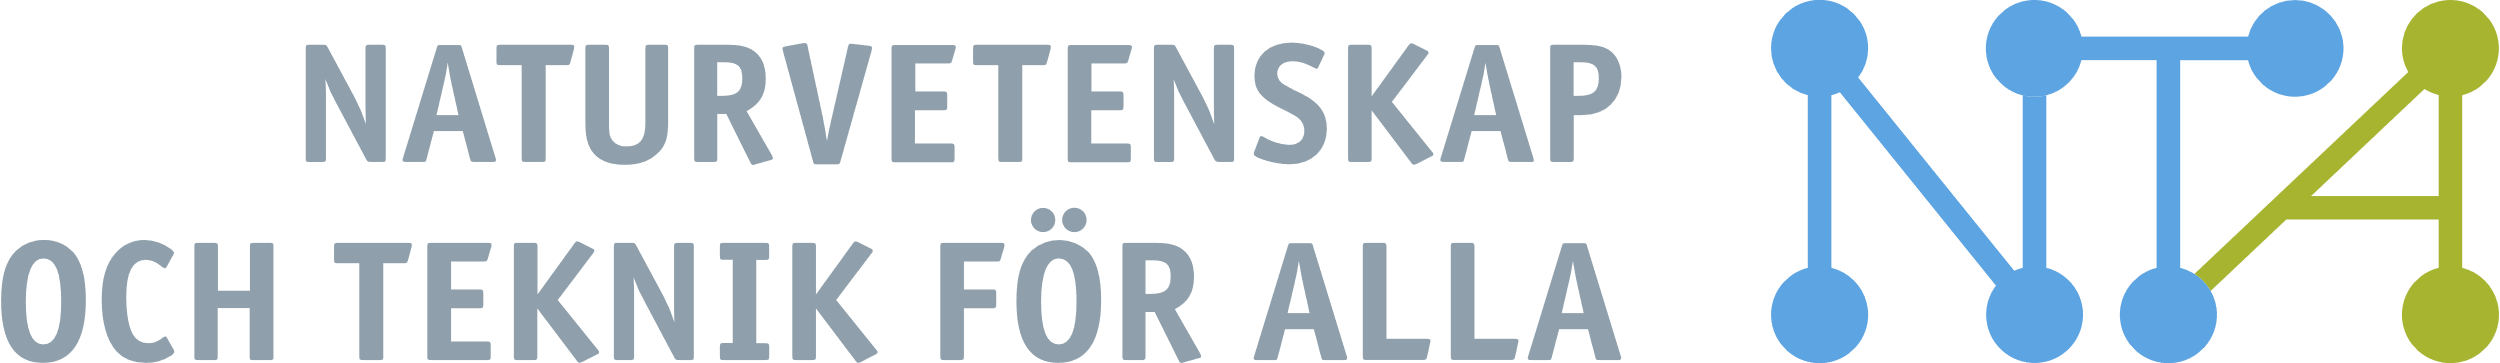 NATURVETENSKAP
OCH TEKNIK FÖR ALLA
NTA